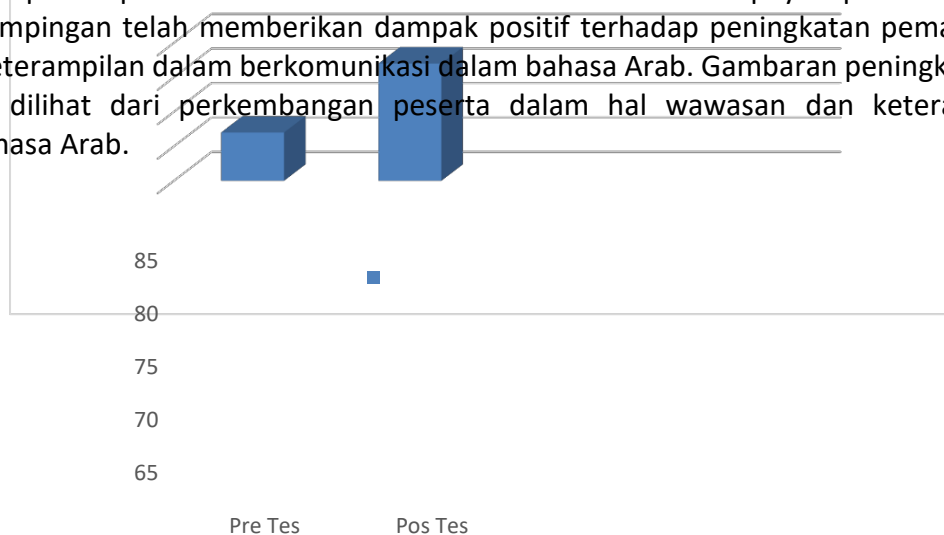 mpingan telah memberikan dampak positif terhadap peningkatan pema
eterampilan dalam berkomunikasi dalam bahasa Arab. Gambaran peningk
dilihat dari perkembangan peserta dalam hal wawasan dan ketera
hasa Arab.
85
80
75
70
65
Pre Tes Pos Tes